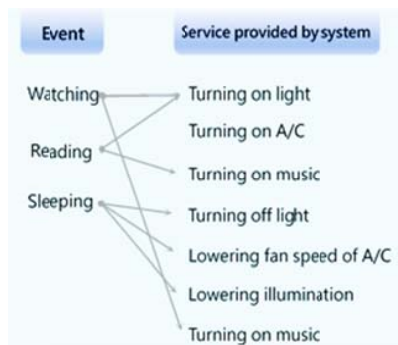 Event
Service provided by system
Watching
Turning on light
Turning on A/C
Reading
Turning on music
Sleeping
Turning off light
Lowering fan speed of A/C
Lowering illumination
Turning on music